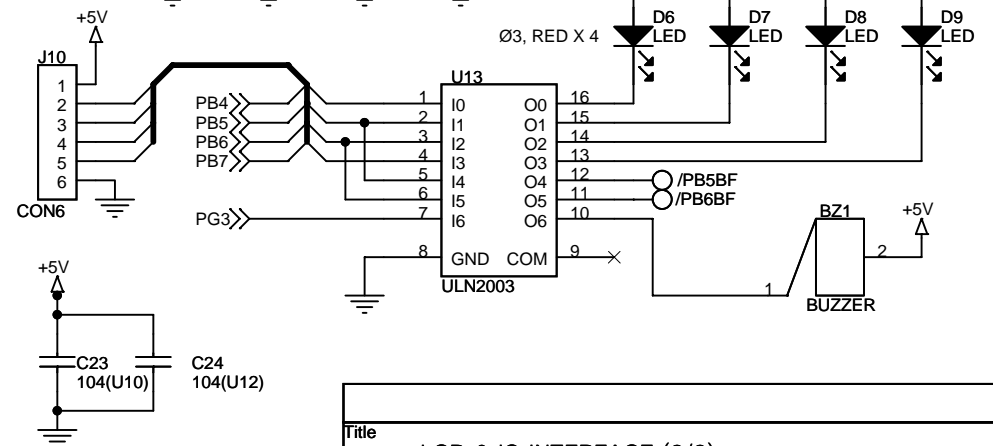 +5V
J10
1
2
3
4
5
6
CON6
PB4
PB5
PB6
PB7
PG3
U13
1 I0 O0 16
2 I1 O1 15
3 I2 O2 14
4 I3 O3 13
5 I4 O4 12 /PB5BF
6 I5 O5 11 /PB6BF
7 I6 O6 10
8 GND COM 9
ULN2003
Ø3, RED X 4
D6
LED
D7
LED
D8
LED
D9
LED
BZ1
+5V
1
2
BUZZER
+5V
C23
104(U10)
C24
104(U12)
Title